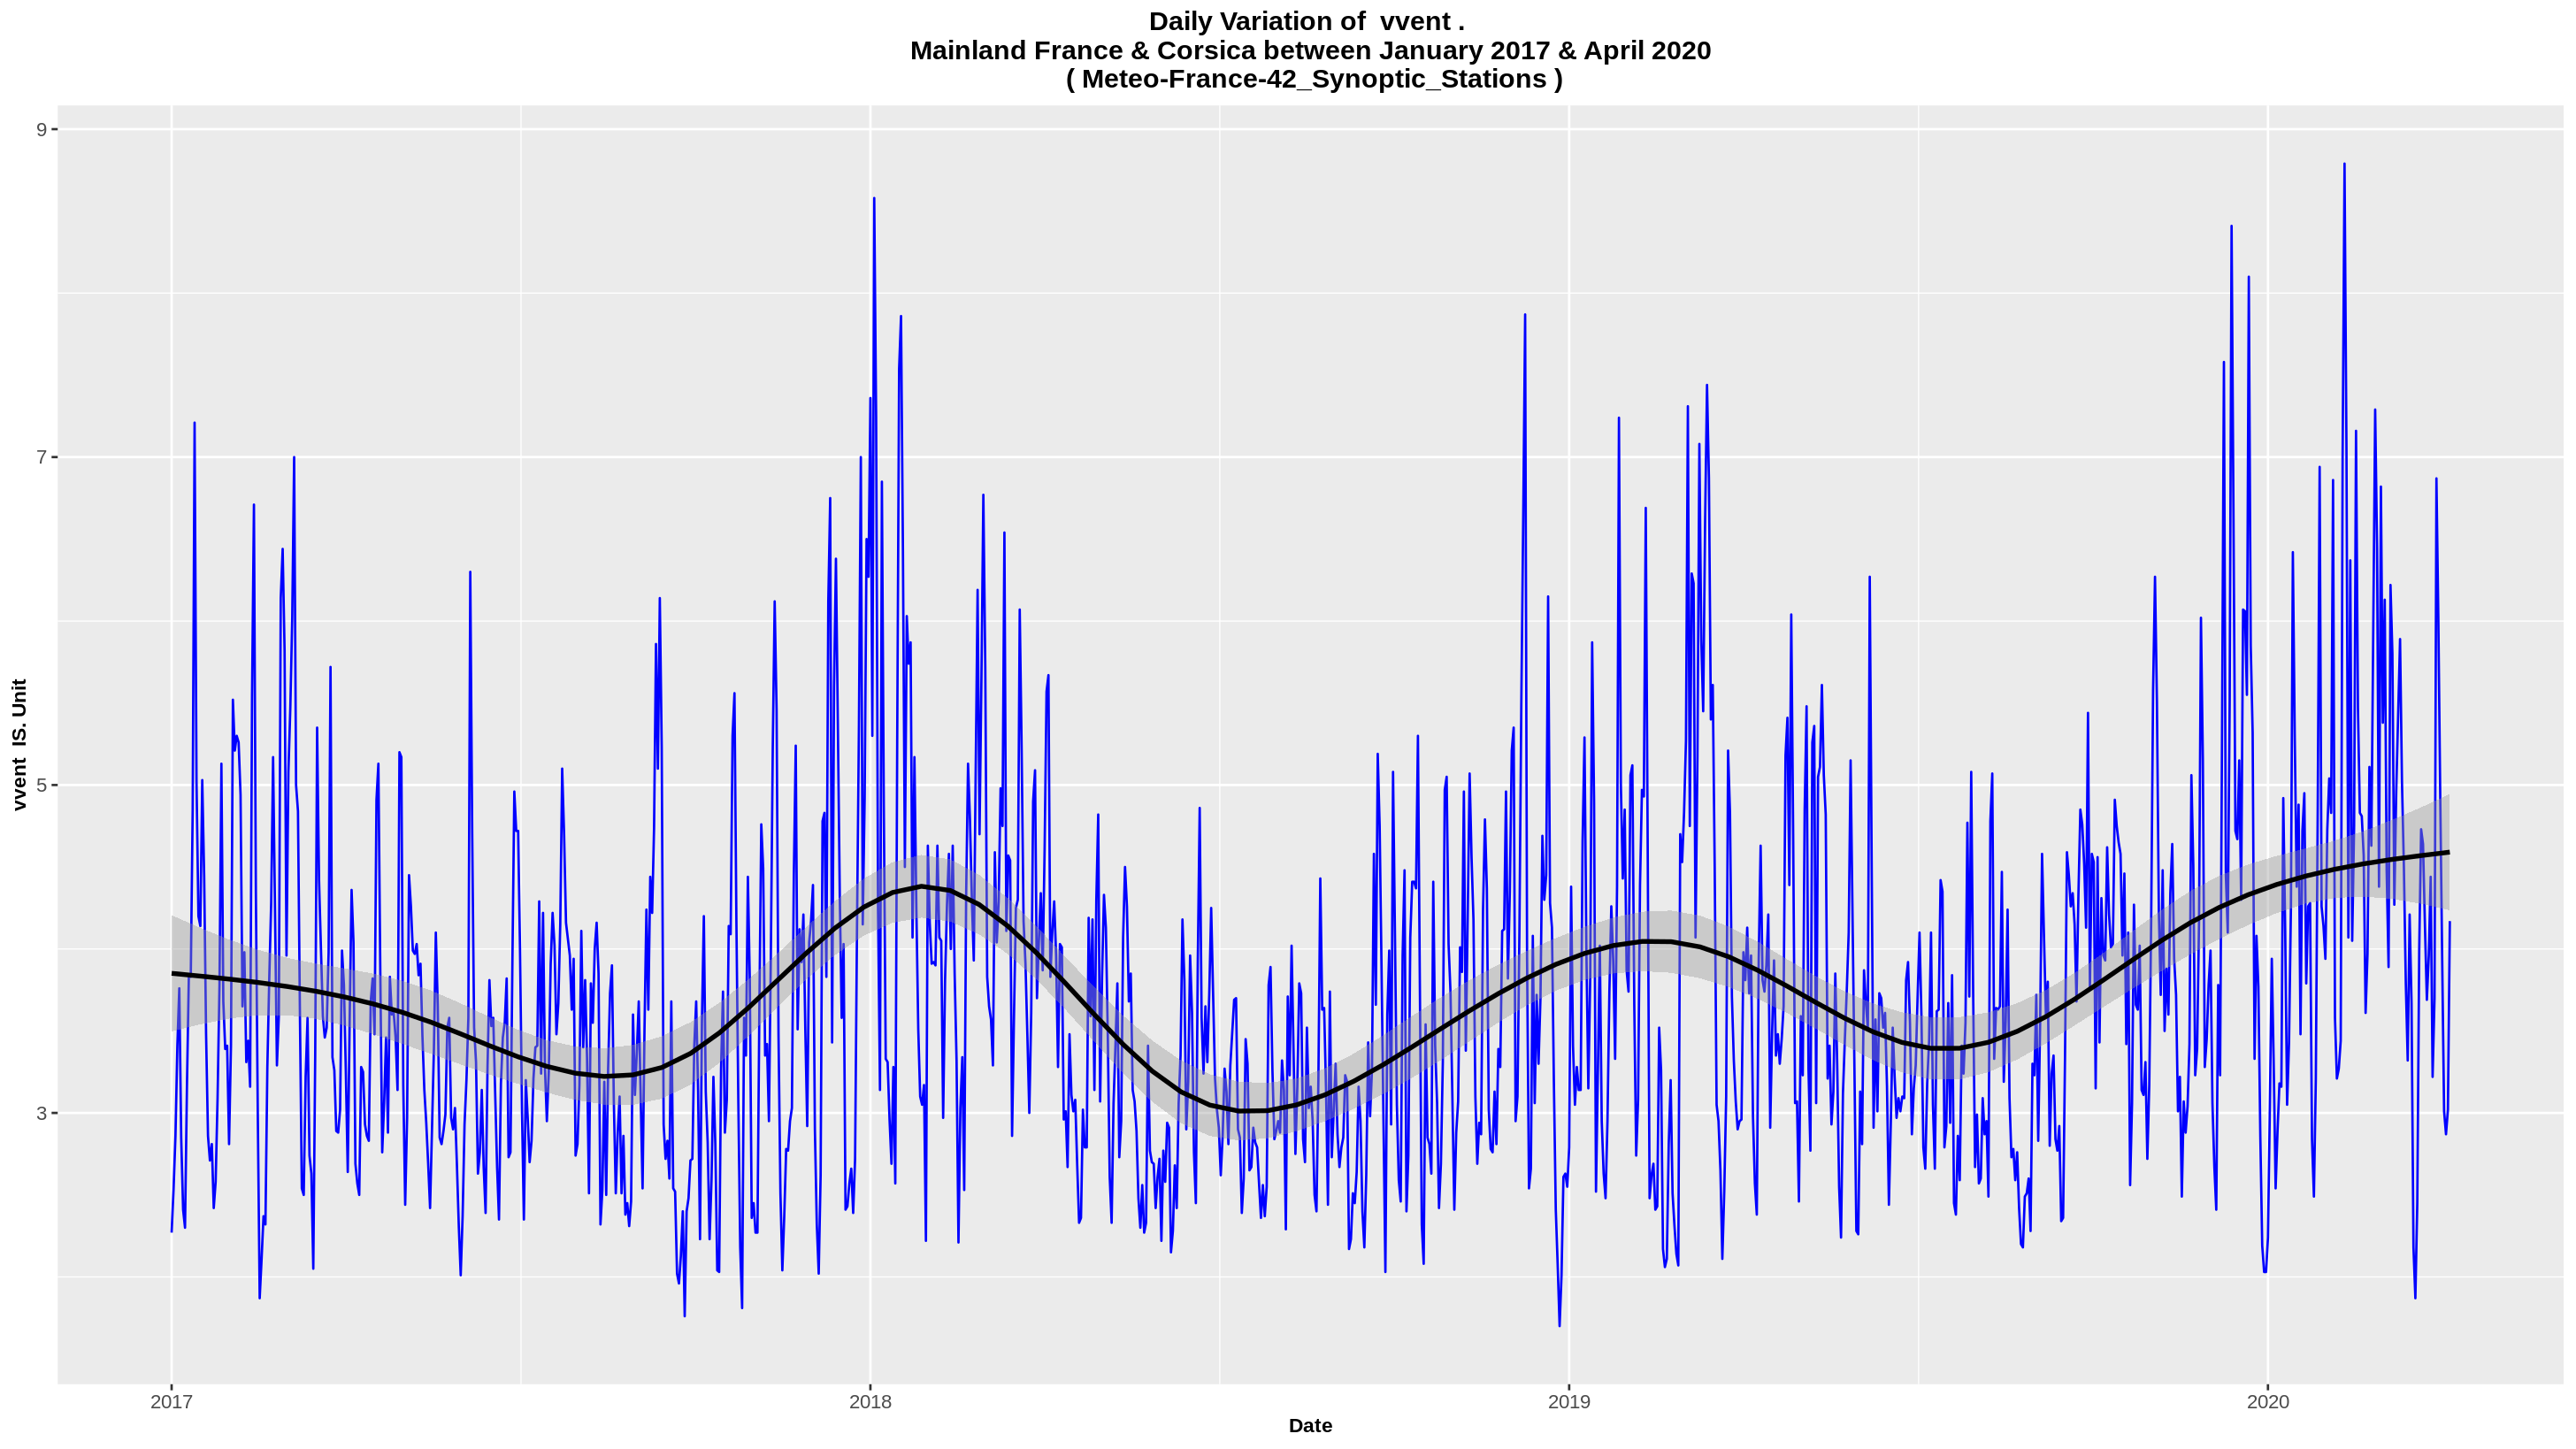 Daily Variation of  vvent .
Mainland France & Corsica between January 2017 & April 2020
( Meteo-France-42_Synoptic_Stations )
vvent  IS. Unit
9
7
5
3
2017
2018
2019
2020
Date